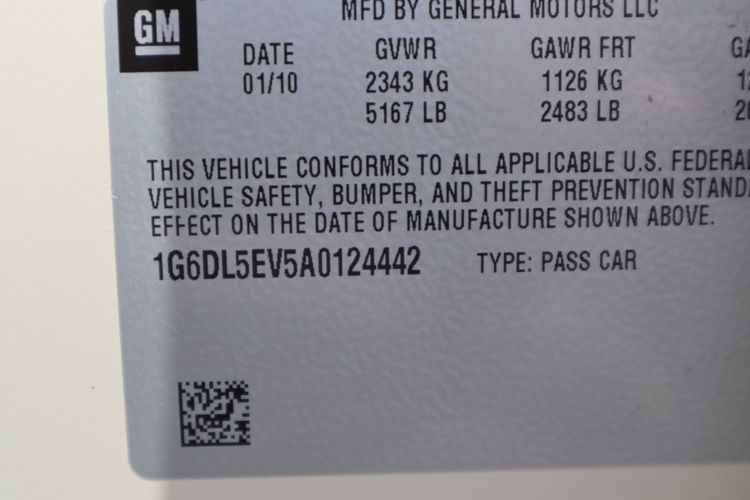 GM
MFD BY GENERAL MOTORS LLC
DATE GVWR GAWR FRT
01/10 2343 KG 1126 KG
5167 LB 2483 LB
THIS VEHICLE CONFORMS TO ALL APPLICABLE U.S. FEDERAL
VEHICLE SAFETY, BUMPER, AND THEFT PREVENTION
EFFECT ON THE DATE OF MANUFACTURE SHOWN ABOVE.
1G6DL5EV5A0124442 TYPE: PASS CAR